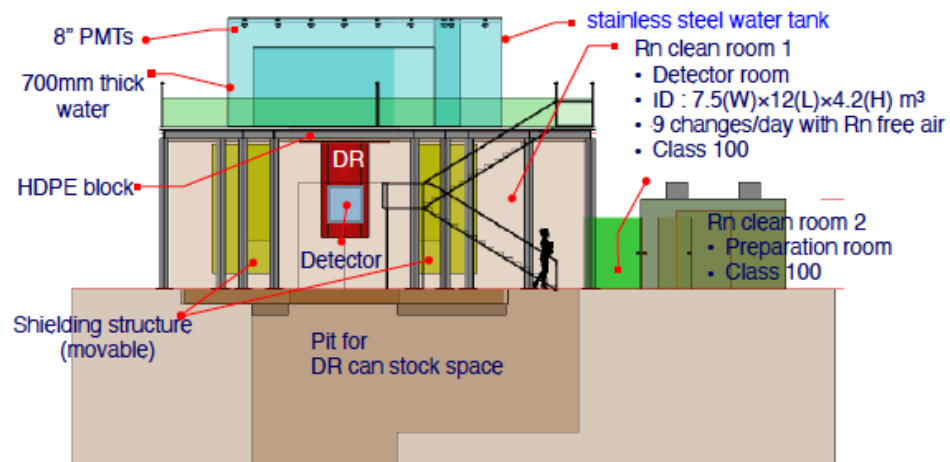 8” PMTs
700mm thick
water
HDPE block
DR
Detector
Shielding structure
(movable)
Pit for
DR can stock space
stainless steel water tank
Rn clean room 1
• Detector room
• ID : 7.5(W)×12(L)×4.2(H) m³
• 9 changes/day with Rn free air
• Class 100
Rn clean room 2
• Preparation room
• Class 100